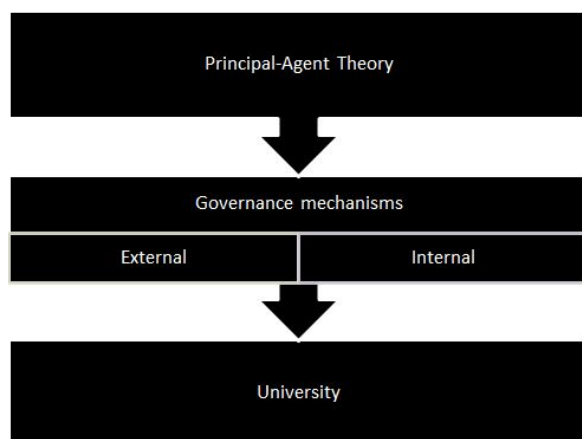 Principal-Agent Theory
Governance mechanisms
External
Internal
University